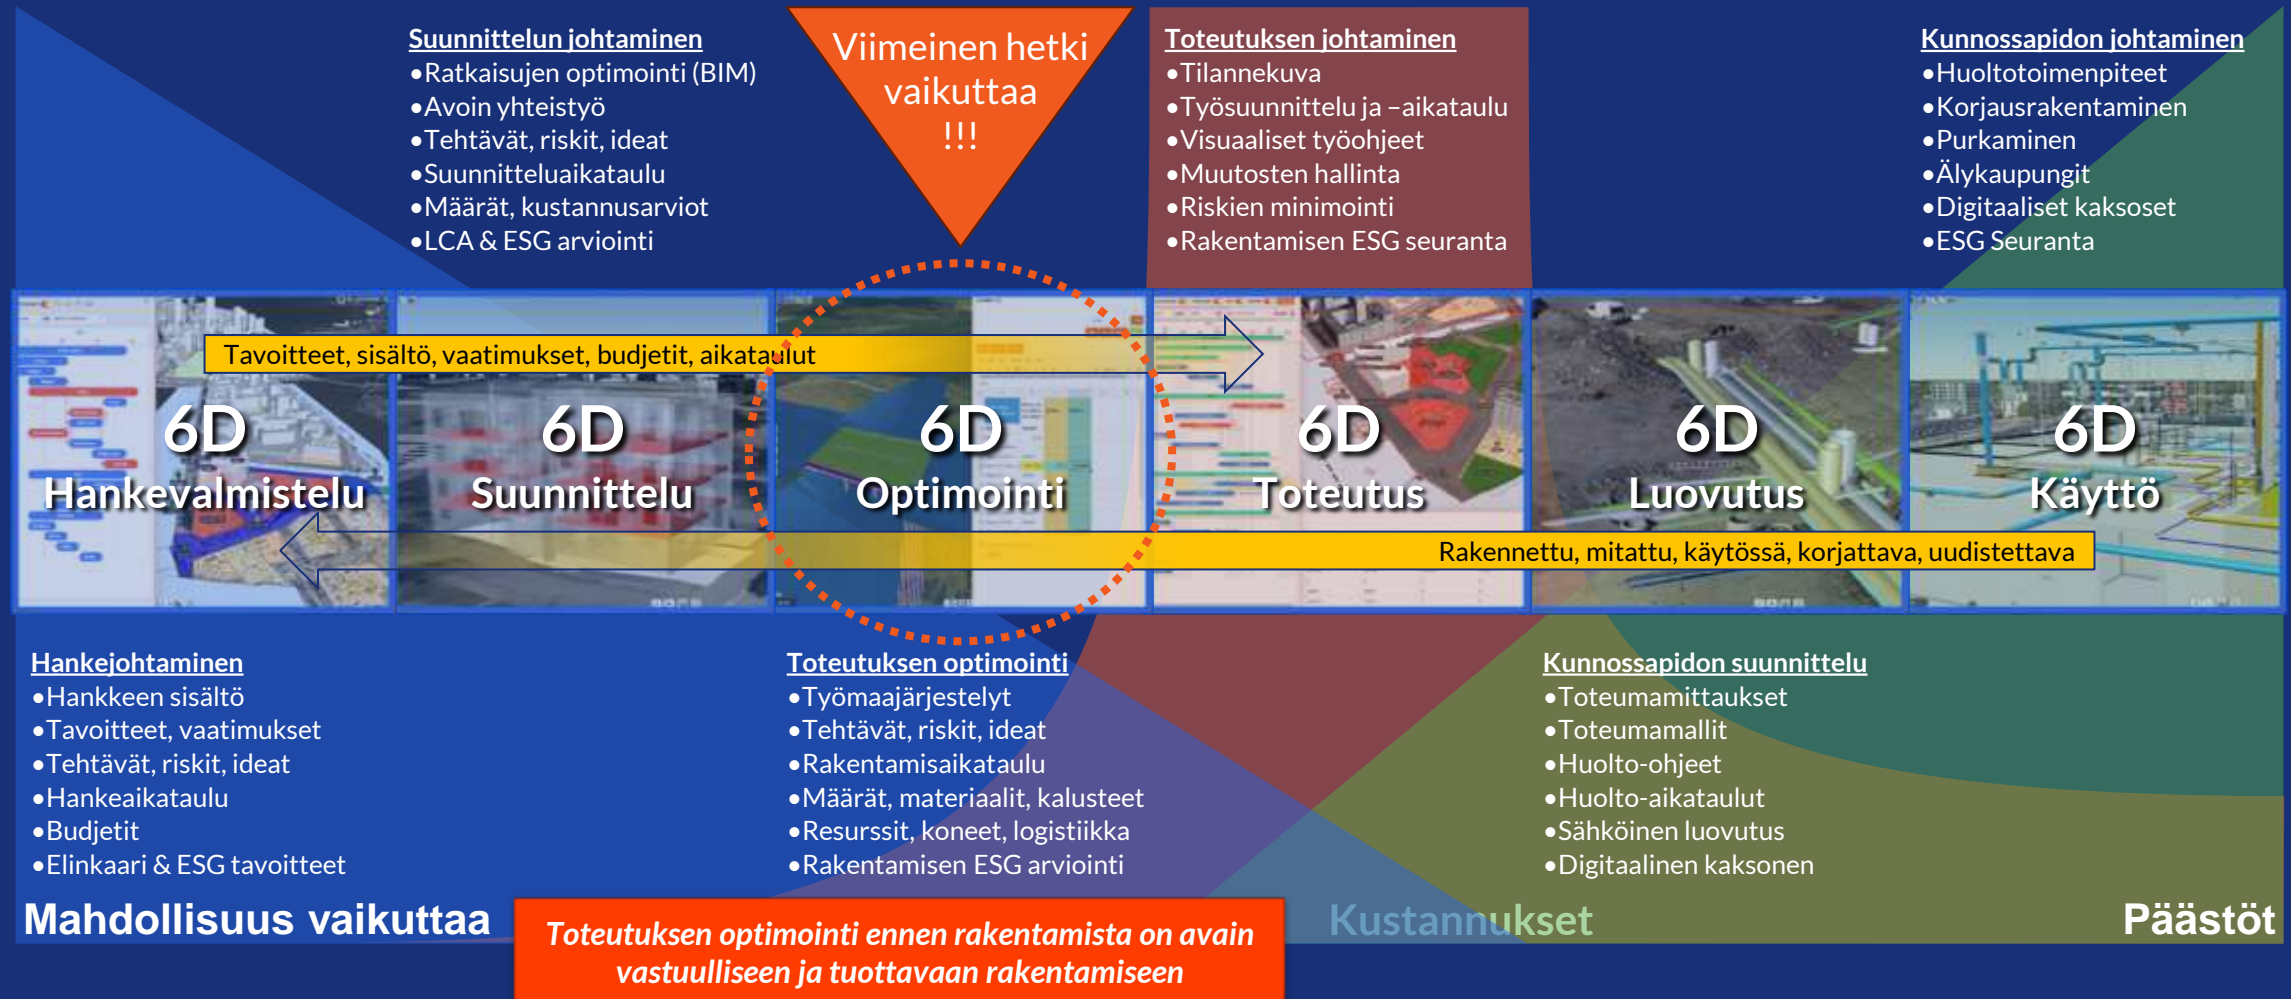 Suunnittelun johtaminen
•Ratkaisujen optimointi (BIM)
•Avoin yhteistyö
•Tehtävät, riskit, ideat
•Suunnitteluaikataulu
•Määrät, kustannusarviot
•LCA & ESG arviointi
Viimeinen hetki
vaikuttaa
!!!
Toteutuksen johtaminen
•Tilannekuva
•Työsuunnittelu ja –aikataulu
•Visuaaliset työohjeet
•Muutosten hallinta
•Riskien minimointi
•Rakentamisen ESG seuranta
Kunnossapidon johtaminen
•Huoltotoimenpiteet
•Korjausrakentaminen
•Purkaminen
•Älykaupungit
•Digitaaliset kaksoset
•ESG Seuranta
Tavoitteet, sisältö, vaatimukset, budjetit, aikataulut
6D
Hankevalmistelu
6D
Suunnittelu
6D
Optimointi
6D
Toteutus
6D
Luovutus
6D
Käyttö
Rakennettu, mitattu, käytössä, korjattava, uudistettava
Hankejohtaminen
•Hankkeen sisältö
•Tavoitteet, vaatimukset
•Tehtävät, riskit, ideat
•Hankeaikataulu
•Budjetit
•Elinkaari & ESG tavoitteet
Toteutuksen optimointi
•Työmaajärjestelyt
•Tehtävät, riskit, ideat
•Rakentamisaikataulu
•Määrät, materiaalit, kalusteet
•Resurssit, koneet, logistiikka
•Rakentamisen ESG arviointi
Kunnossapidon suunnittelu
•Toteumamittaukset
•Toteumamallit
•Huolto-ohjeet
•Huolto-aikataulut
•Sähköinen luovutus
•Digitaalinen kaksonen
Mahdollisuus vaikuttaa
Kustannukset
Päästöt
Toteutuksen optimointi ennen rakentamista on avain
vastuulliseen ja tuottavaan rakentamiseen